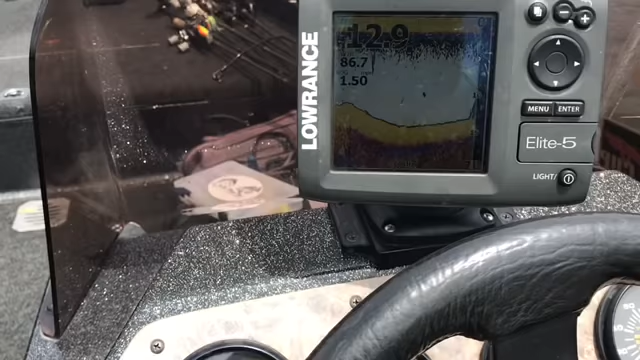 LOWRANCE
12.9
86.7
1.50
MENU ENTER
Elite-5
LIGHT/